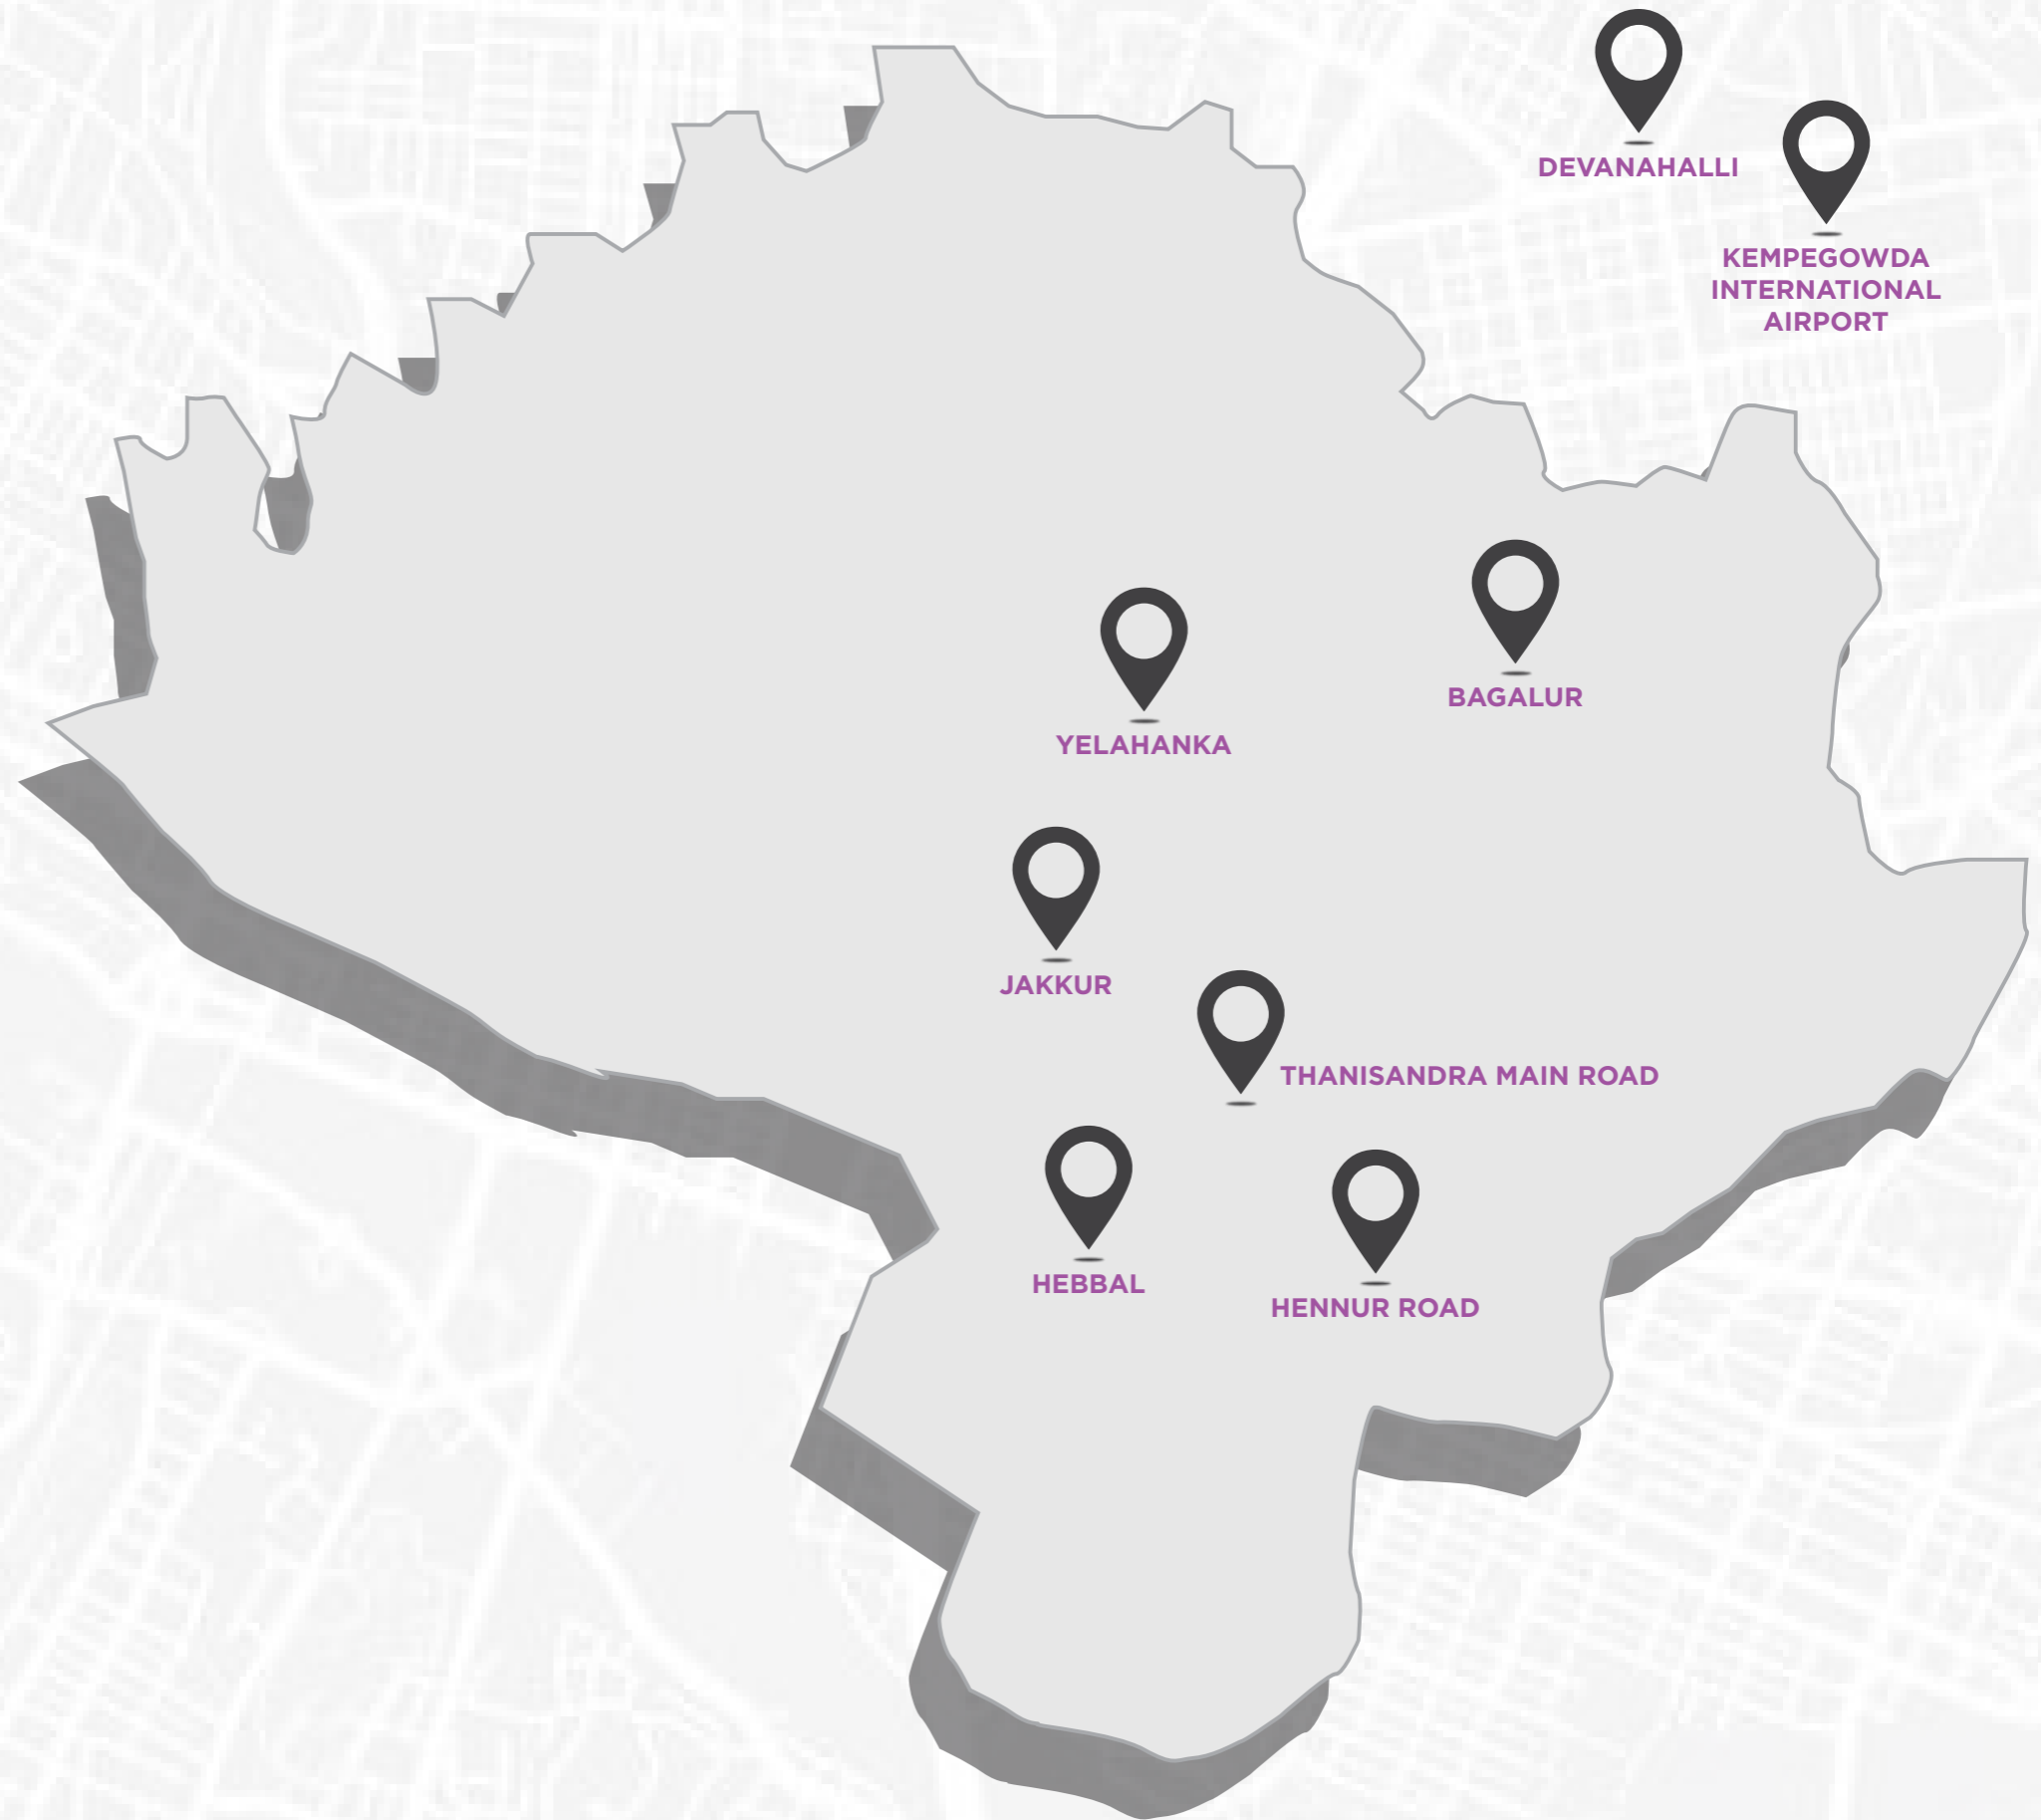 DEVANAHALLI
KEMPEGOWDA
INTERNATIONAL
AIRPORT
BAGALUR
YELAHANKA
JAKKUR
THANISANDRA MAIN ROAD
HEBBAL
HENNUR ROAD